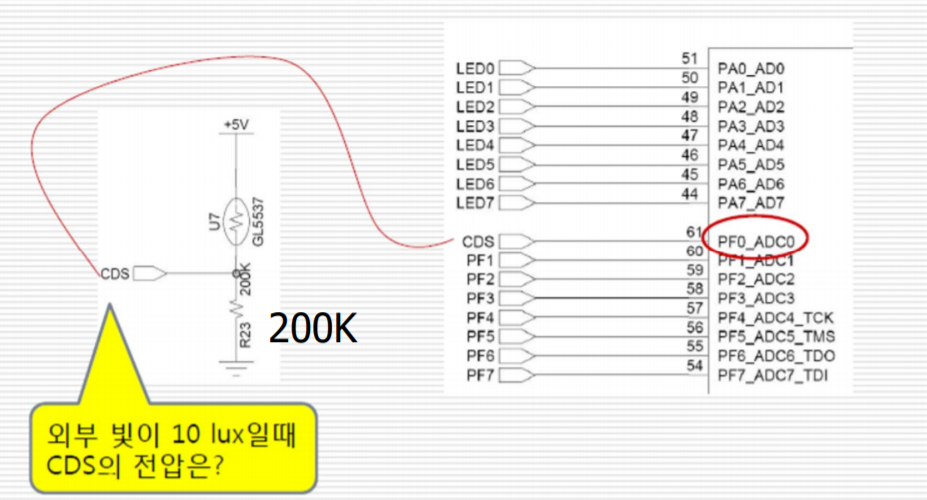 +5V
U7
GL5537
CDS
200K
R23
200K
외부 빛이 10 lux일때
CDS의 전압은?
LED0 51 PA0_AD0
LED1 50 PA1_AD1
LED2 49 PA2_AD2
LED3 48 PA3_AD3
LED4 47 PA4_AD4
LED5 46 PA5_AD5
LED6 45 PA6_AD6
LED7 44 PA7_AD7
CDS 61 PF0_ADC0
PF1 60 PF1_ADC1
PF2 59 PF2_ADC2
PF3 58 PF3_ADC3
PF4 57 PF4_ADC4_TCK
PF5 56 PF5_ADC5_TMS
PF6 55 PF6_ADC6_TDO
PF7 54 PF7_ADC7_TDI